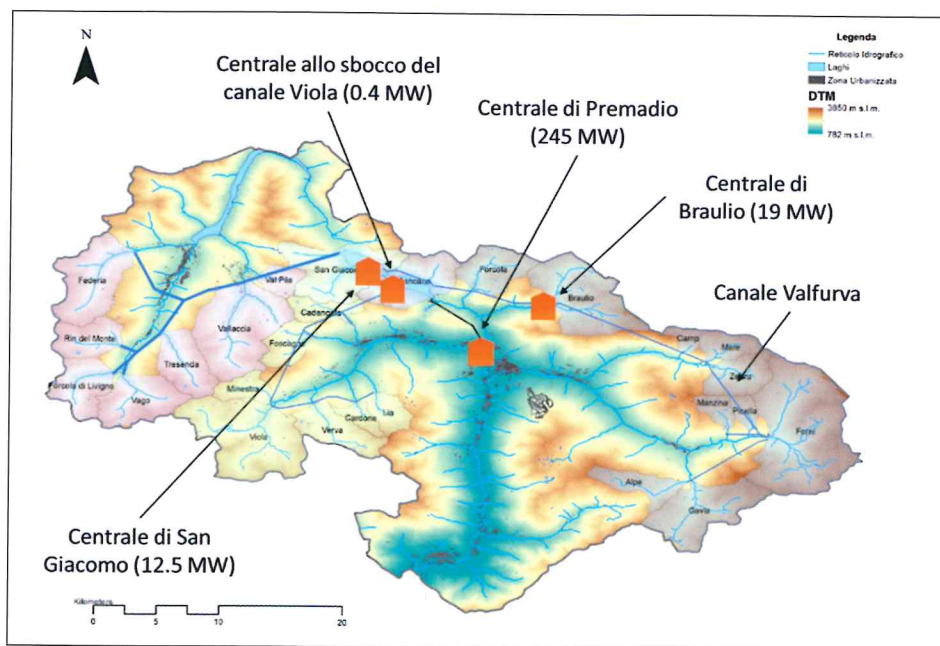 N
Legenda
Reticolo Idrografico
Laghi
Zona Urbanizzata
DTM
3850 m s.l.m.
782 m s.l.m.
Centrale allo sbocco del
canale Viola (0.4 MW)
Centrale di Premadio
(245 MW)
Centrale di
Braulio (19 MW)
Canale Valfurva
Federia
Val Pila
San Giacomo
Forcola
Braulio
Cadangola
Rin del Monte
Vallaccia
Foscagno
Camp
Mare
Zebru
Tresenda
Forcola di Livigno
Vago
Minestra
Manzina
Pisella
Forni
Cardone
Lia
Viola
Verva
Alpe
Gavia
Centrale di San
Giacomo (12.5 MW)
Kilometers
0 5 10 20